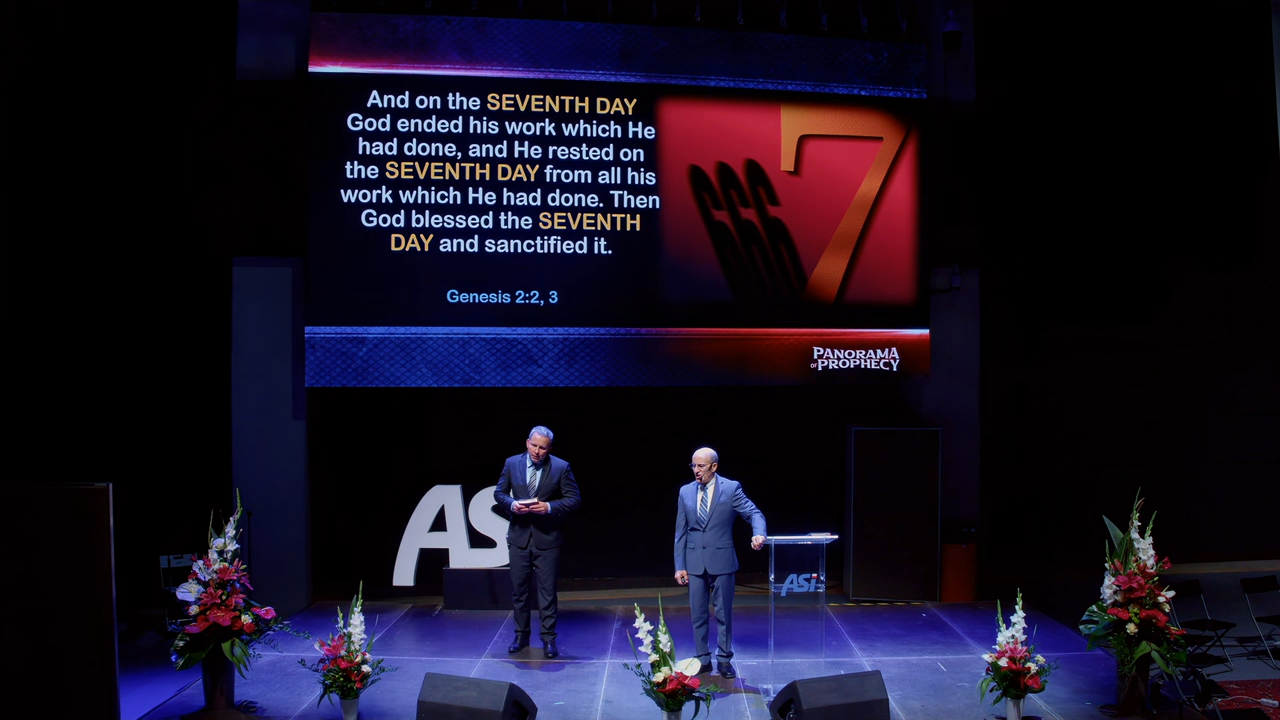 And on the SEVENTH DAY
God ended his work which He
had done, and He rested on
the SEVENTH DAY from all his
work which He had done. Then
God blessed the SEVENTH
DAY and sanctified it.
Genesis 2:2, 3
666
7
PANORAMA
OF PROPHECY
AS
ASi